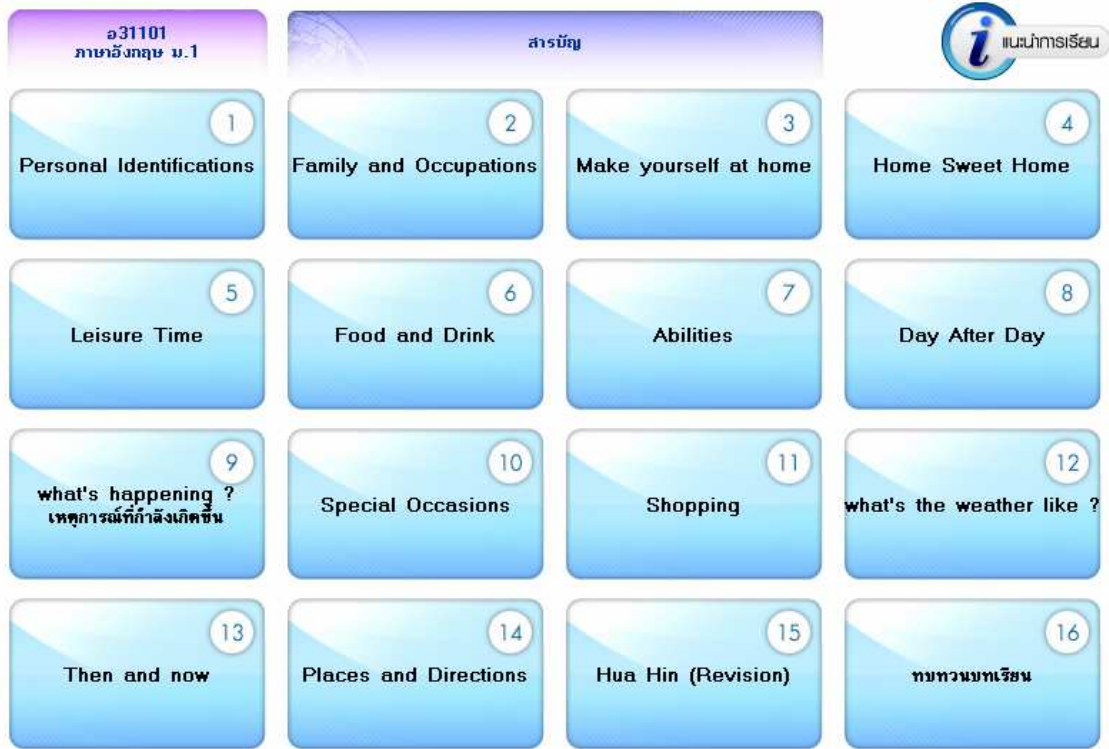 อ31101
ภาษาอังกฤษ ม.1
สารบัญ
i แนะนำการเรียน
1
Personal Identifications
2
Family and Occupations
3
Make yourself at home
4
Home Sweet Home
5
Leisure Time
6
Food and Drink
7
Abilities
8
Day After Day
9
what's happening ?
เหตุการณ์ที่กำลังเกิดขึ้น
10
Special Occasions
11
Shopping
12
what's the weather like ?
13
Then and now
14
Places and Directions
15
Hua Hin (Revision)
16
ทบทวนบทเรียน